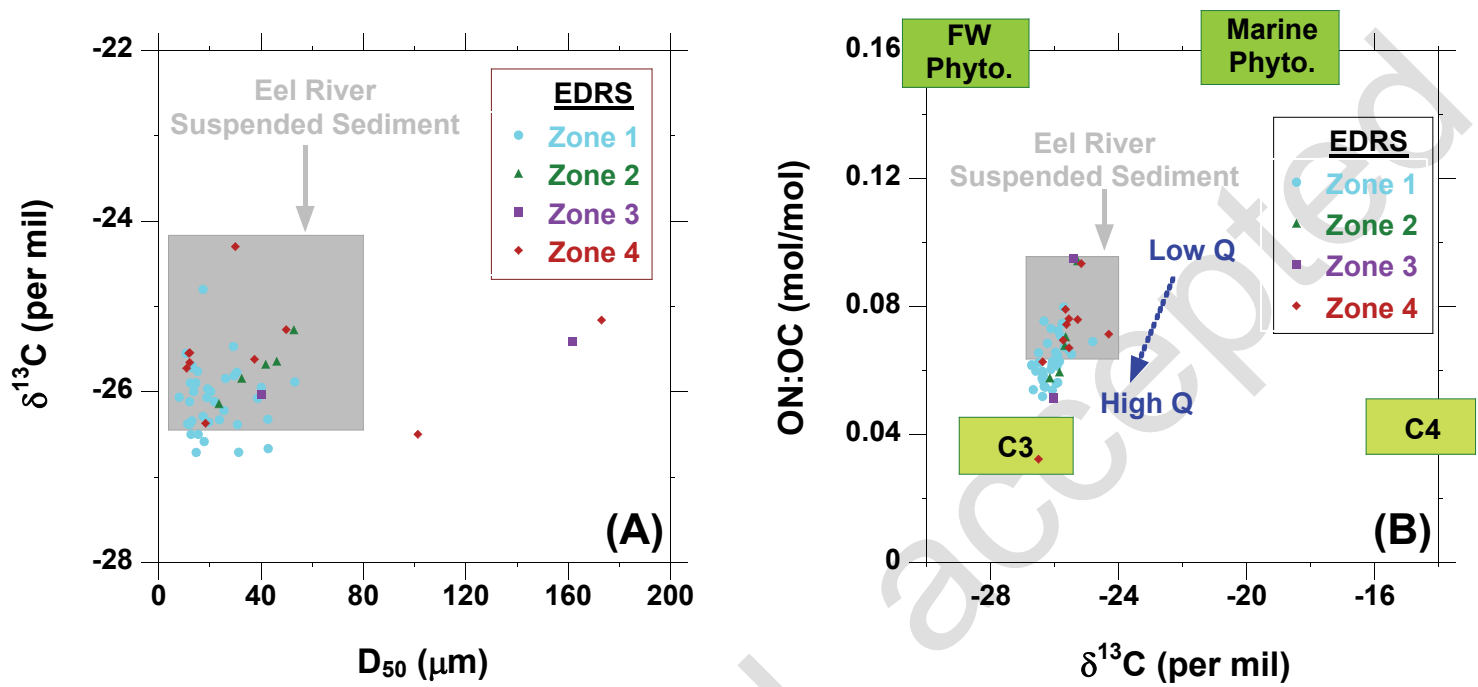 -22
-24
-26
-28
δ13C (per mil)
0
40
80
120
160
200
D50 (μm)
Eel River
Suspended Sediment
EDRS
Zone 1
Zone 2
Zone 3
Zone 4
(A)
0.16
0.12
0.08
0.04
0
ON:OC (mol/mol)
-28
-24
-20
-16
δ13C (per mil)
FW
Phyto.
Marine
Phyto.
Eel River
Suspended Sediment
EDRS
Zone 1
Zone 2
Zone 3
Zone 4
Low Q
High Q
C3
C4
(B)
accepted